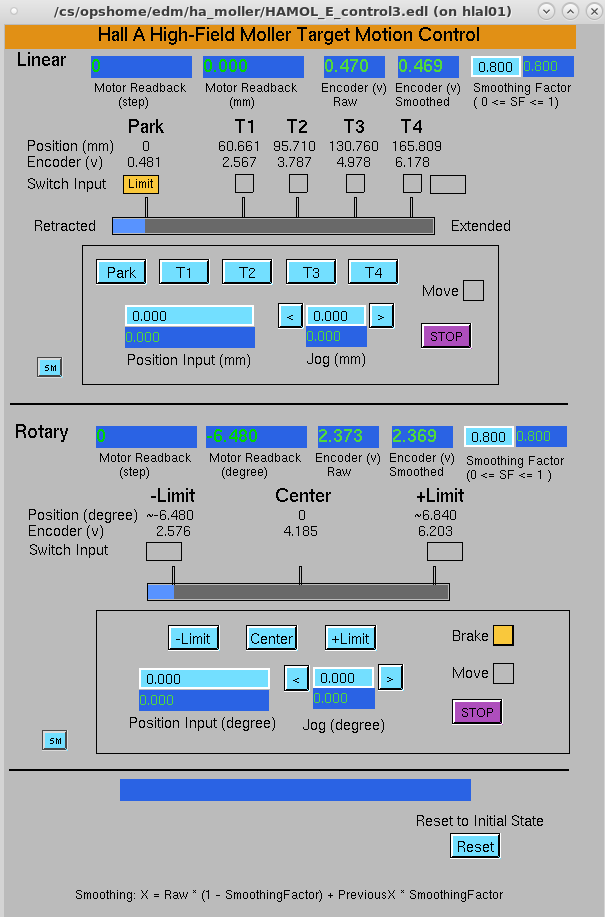 /cs/opshome/edm/ha_moller/HAMOL_E_control3.edl (on hlal01)
Hall A High-Field Moller Target Motion Control
Linear 0 0.000 0.470 0.469 0.800 0.800
Motor Readback (step) Motor Readback (mm) Encoder (v) Raw Encoder (v) Smoothed Smoothing Factor ( 0 <= SF <= 1)
Park T1 T2 T3 T4
Position (mm) 0 60.661 95.710 130.760 165.809
Encoder (v) 0.481 2.567 3.787 4.978 6.178
Switch Input Limit
Retracted Extended
Park T1 T2 T3 T4
Move
0.000 < 0.000 >
0.000 0.000 STOP
Position Input (mm) Jog (mm)
SM
Rotary 0 -6.480 2.373 2.369 0.800 0.800
Motor Readback (step) Motor Readback (degree) Encoder (v) Raw Encoder (v) Smoothed Smoothing Factor (0 <= SF <= 1 )
-Limit Center +Limit
Position (degree) ~-6.480 0 ~6.840
Encoder (v) 2.576 4.185 6.203
Switch Input
-Limit Center +Limit Brake
0.000 < 0.000 > Move
0.000 0.000 STOP
Position Input (degree) Jog (degree)
SM
Reset to Initial State
Reset
Smoothing: X = Raw * (1 - SmoothingFactor) + PreviousX * SmoothingFactor